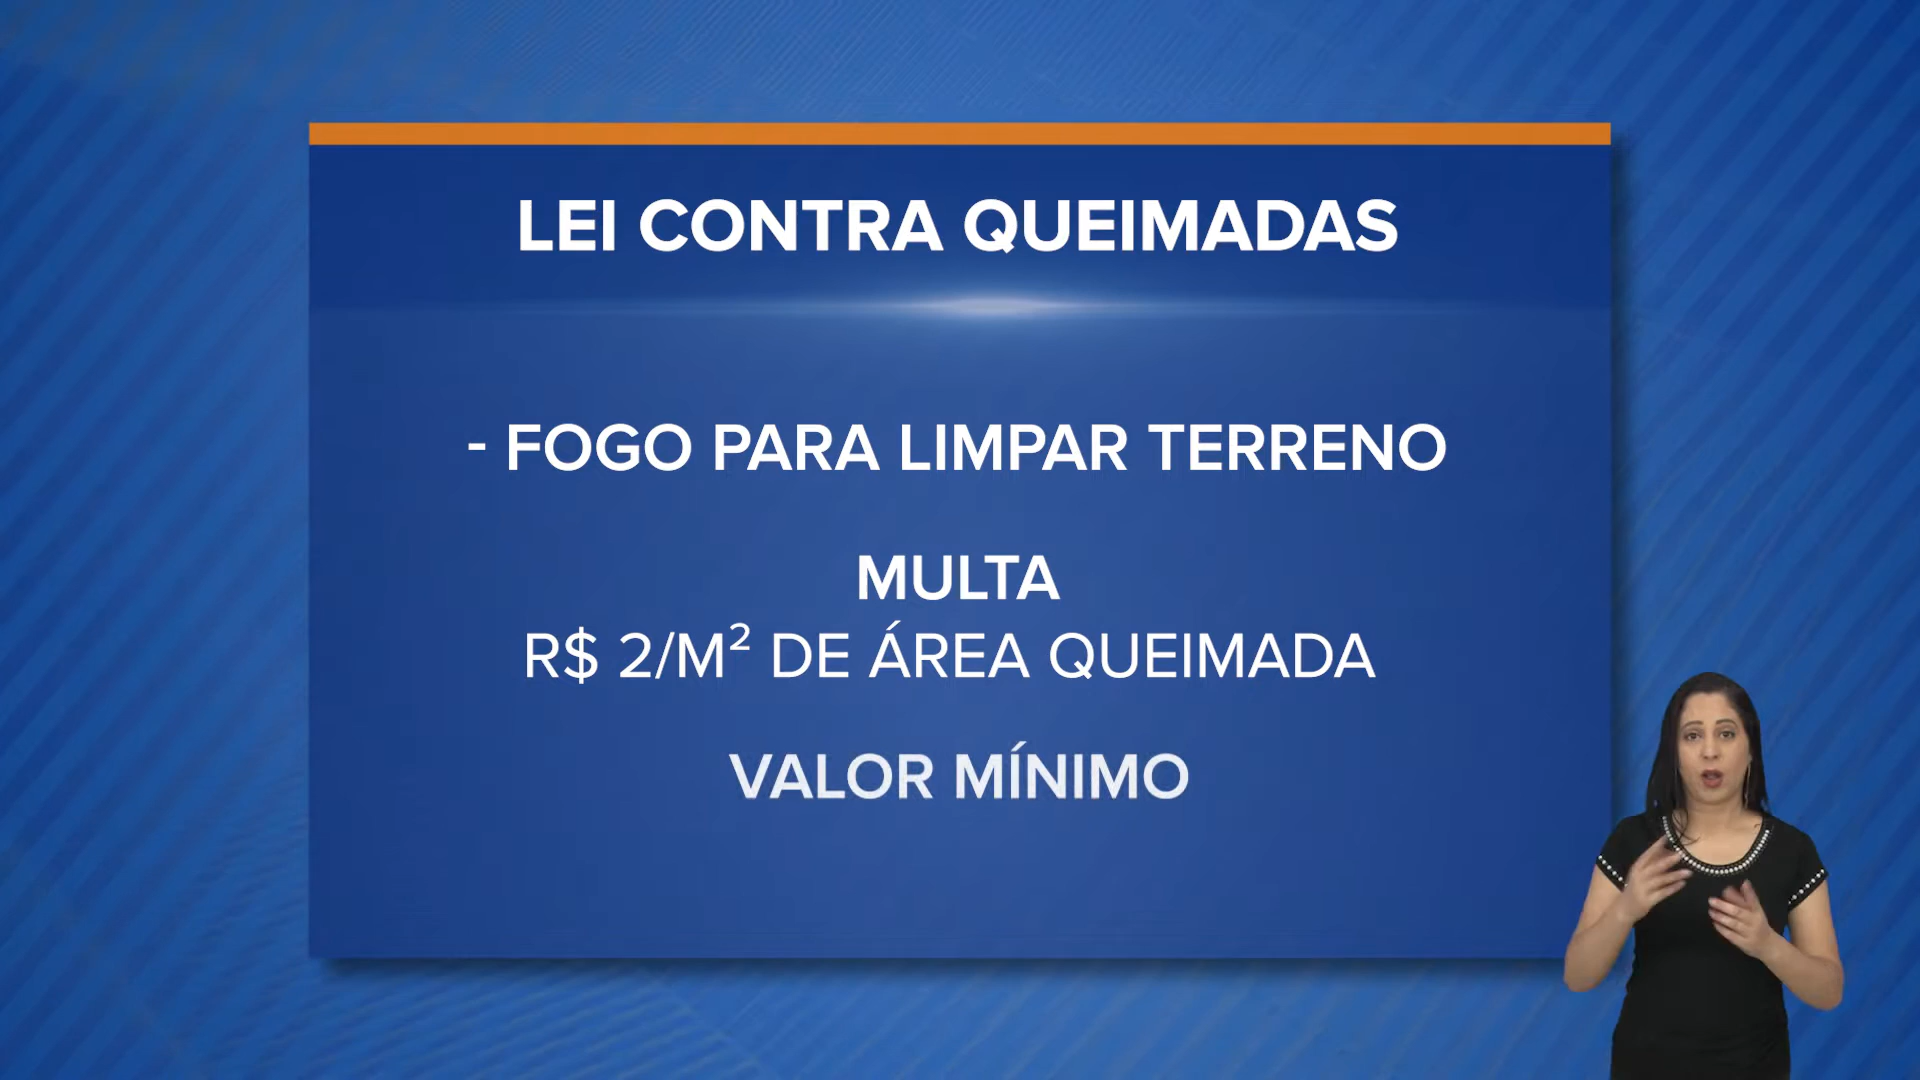 LEI CONTRA QUEIMADAS
- FOGO PARA LIMPAR TERRENO
MULTA
R$ 2/M² DE ÁREA QUEIMADA
VALOR MÍNIMO